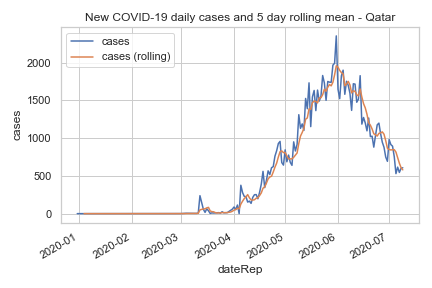 New COVID-19 daily cases and 5 day rolling mean - Qatar
cases
cases (rolling)
2000
1500
1000
500
0
cases
2020-01
2020-02
2020-03
2020-04
2020-05
2020-06
2020-07
dateRep